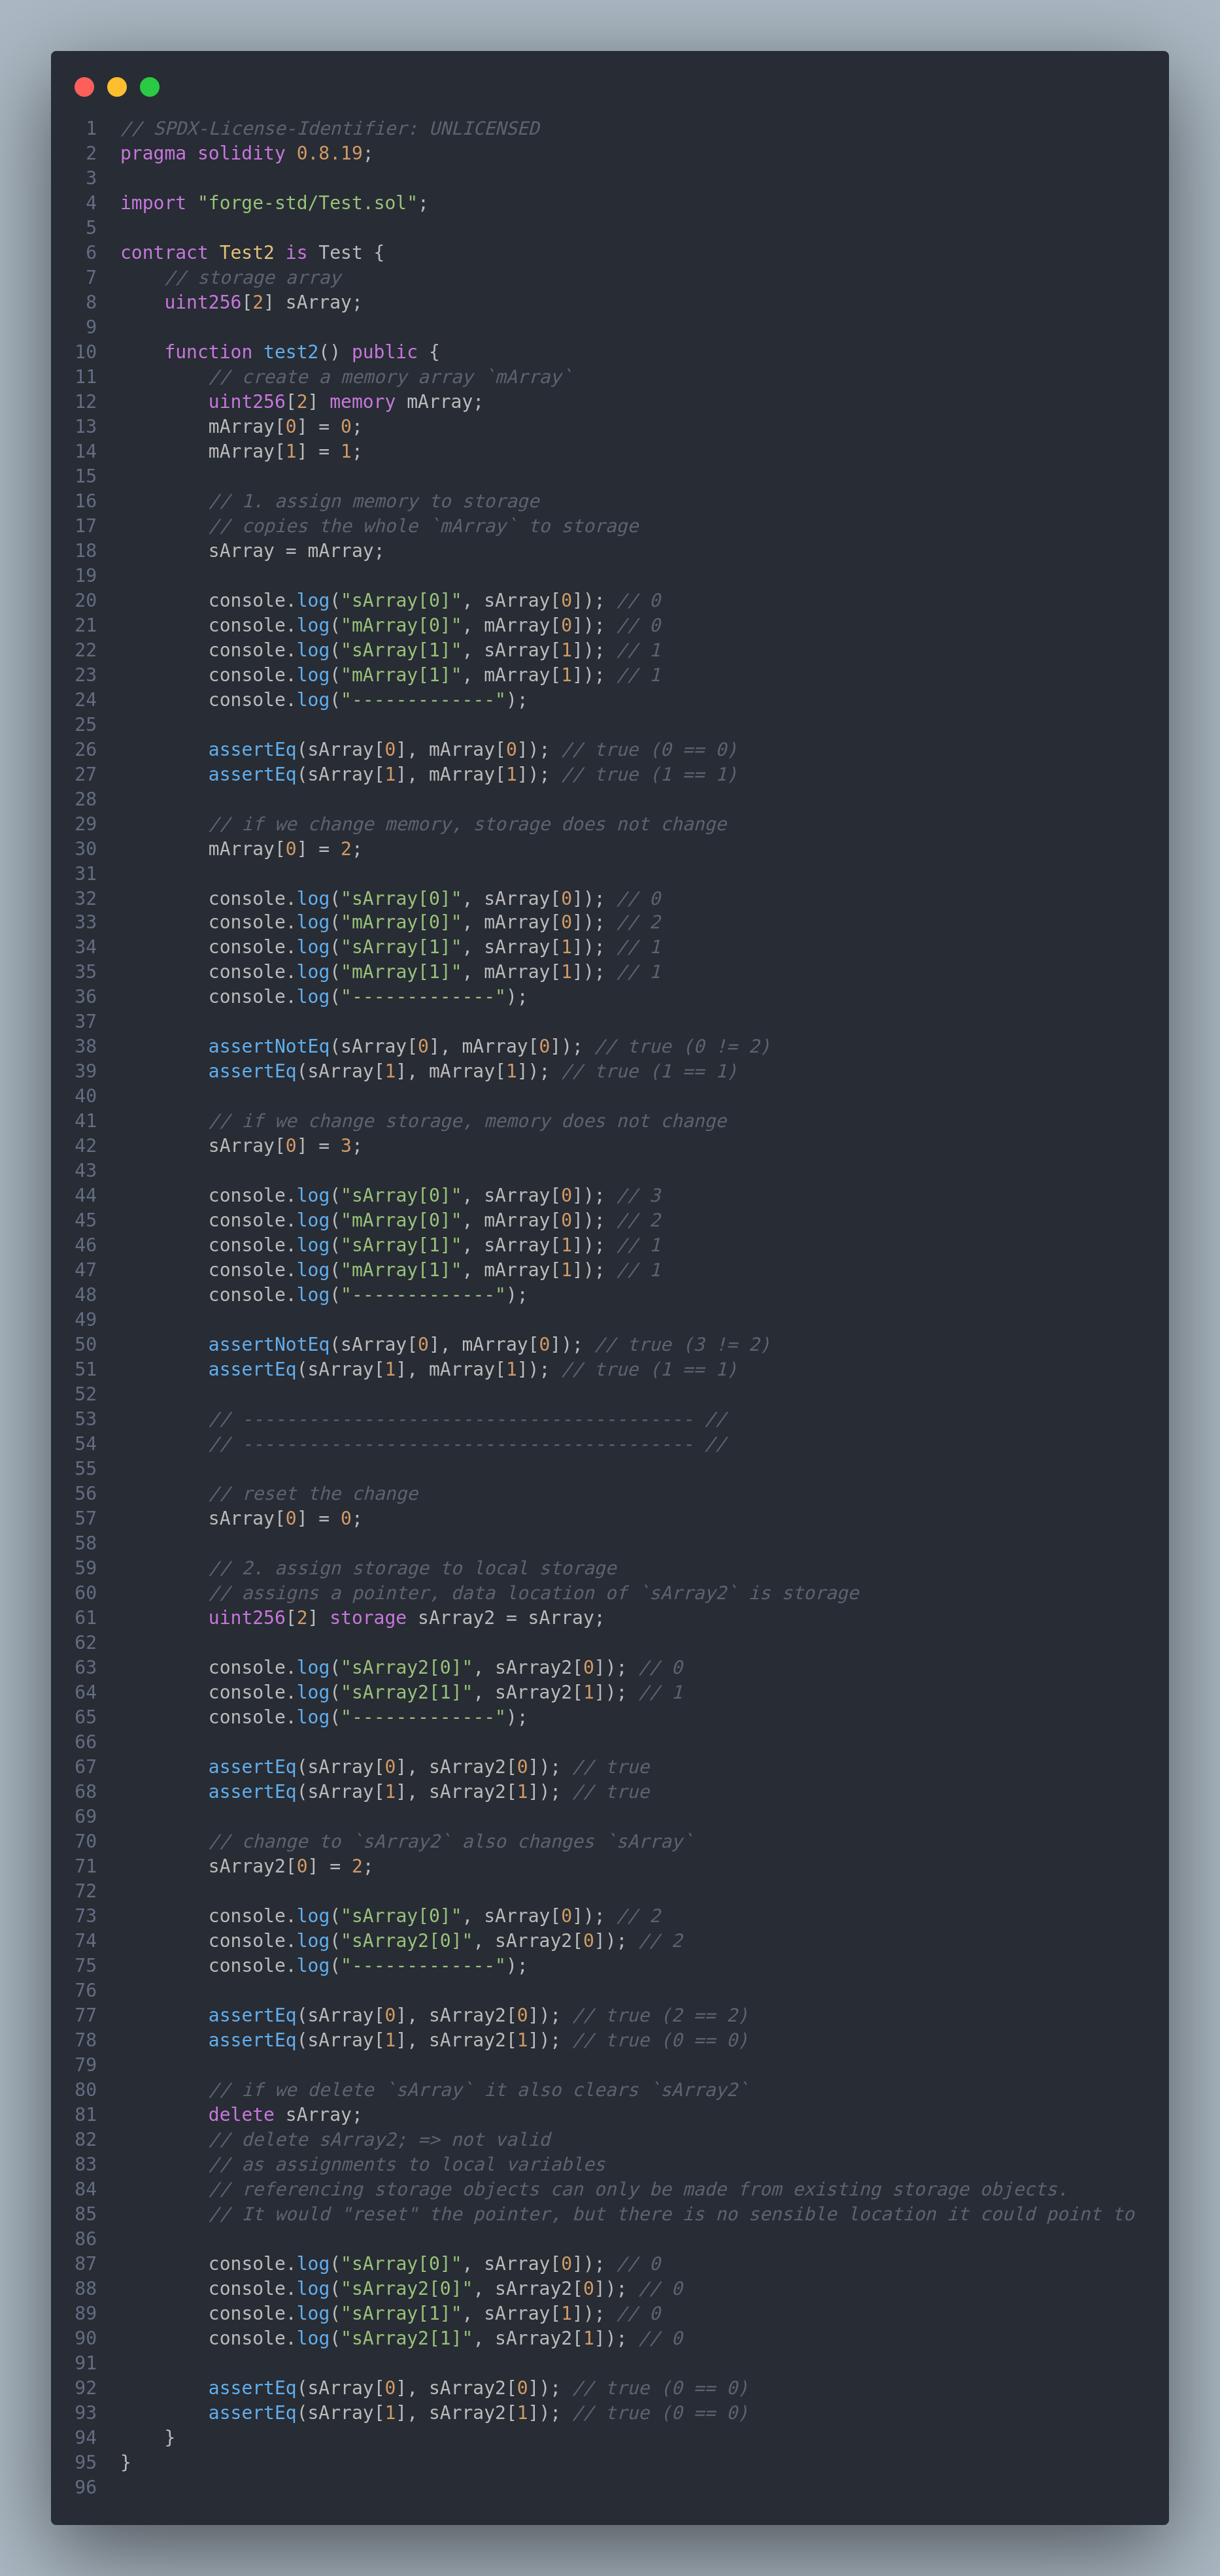 1 // SPDX-License-Identifier: UNLICENSED
2 pragma solidity 0.8.19;
3
4 import "forge-std/Test.sol";
5
6 contract Test2 is Test {
7     // storage array
8     uint256[2] sArray;
9
10     function test2() public {
11         // create a memory array `mArray`
12         uint256[2] memory mArray;
13         mArray[0] = 0;
14         mArray[1] = 1;
15
16         // 1. assign memory to storage
17         // copies the whole `mArray` to storage
18         sArray = mArray;
19
20         console.log("sArray[0]", sArray[0]); // 0
21         console.log("mArray[0]", mArray[0]); // 0
22         console.log("sArray[1]", sArray[1]); // 1
23         console.log("mArray[1]", mArray[1]); // 1
24         console.log("-------------");
25
26         assertEq(sArray[0], mArray[0]); // true (0 == 0)
27         assertEq(sArray[1], mArray[1]); // true (1 == 1)
28
29         // if we change memory, storage does not change
30         mArray[0] = 2;
31
32         console.log("sArray[0]", sArray[0]); // 0
33         console.log("mArray[0]", mArray[0]); // 2
34         console.log("sArray[1]", sArray[1]); // 1
35         console.log("mArray[1]", mArray[1]); // 1
36         console.log("-------------");
37
38         assertNotEq(sArray[0], mArray[0]); // true (0 != 2)
39         assertEq(sArray[1], mArray[1]); // true (1 == 1)
40
41         // if we change storage, memory does not change
42         sArray[0] = 3;
43
44         console.log("sArray[0]", sArray[0]); // 3
45         console.log("mArray[0]", mArray[0]); // 2
46         console.log("sArray[1]", sArray[1]); // 1
47         console.log("mArray[1]", mArray[1]); // 1
48         console.log("-------------");
49
50         assertNotEq(sArray[0], mArray[0]); // true (3 != 2)
51         assertEq(sArray[1], mArray[1]); // true (1 == 1)
52
53         // ----------------------------------------- //
54         // ----------------------------------------- //
55
56         // reset the change
57         sArray[0] = 0;
58
59         // 2. assign storage to local storage
60         // assigns a pointer, data location of `sArray2` is storage
61         uint256[2] storage sArray2 = sArray;
62
63         console.log("sArray2[0]", sArray2[0]); // 0
64         console.log("sArray2[1]", sArray2[1]); // 1
65         console.log("-------------");
66
67         assertEq(sArray[0], sArray2[0]); // true
68         assertEq(sArray[1], sArray2[1]); // true
69
70         // change to `sArray2` also changes `sArray`
71         sArray2[0] = 2;
72
73         console.log("sArray[0]", sArray[0]); // 2
74         console.log("sArray2[0]", sArray2[0]); // 2
75         console.log("-------------");
76
77         assertEq(sArray[0], sArray2[0]); // true (2 == 2)
78         assertEq(sArray[1], sArray2[1]); // true (0 == 0)
79
80         // if we delete `sArray` it also clears `sArray2`
81         delete sArray;
82         // delete sArray2; => not valid
83         // as assignments to local variables
84         // referencing storage objects can only be made from existing storage objects.
85         // It would "reset" the pointer, but there is no sensible location it could point to
86
87         console.log("sArray[0]", sArray[0]); // 0
88         console.log("sArray2[0]", sArray2[0]); // 0
89         console.log("sArray[1]", sArray[1]); // 0
90         console.log("sArray2[1]", sArray2[1]); // 0
91
92         assertEq(sArray[0], sArray2[0]); // true (0 == 0)
93         assertEq(sArray[1], sArray2[1]); // true (0 == 0)
94     }
95 }
96